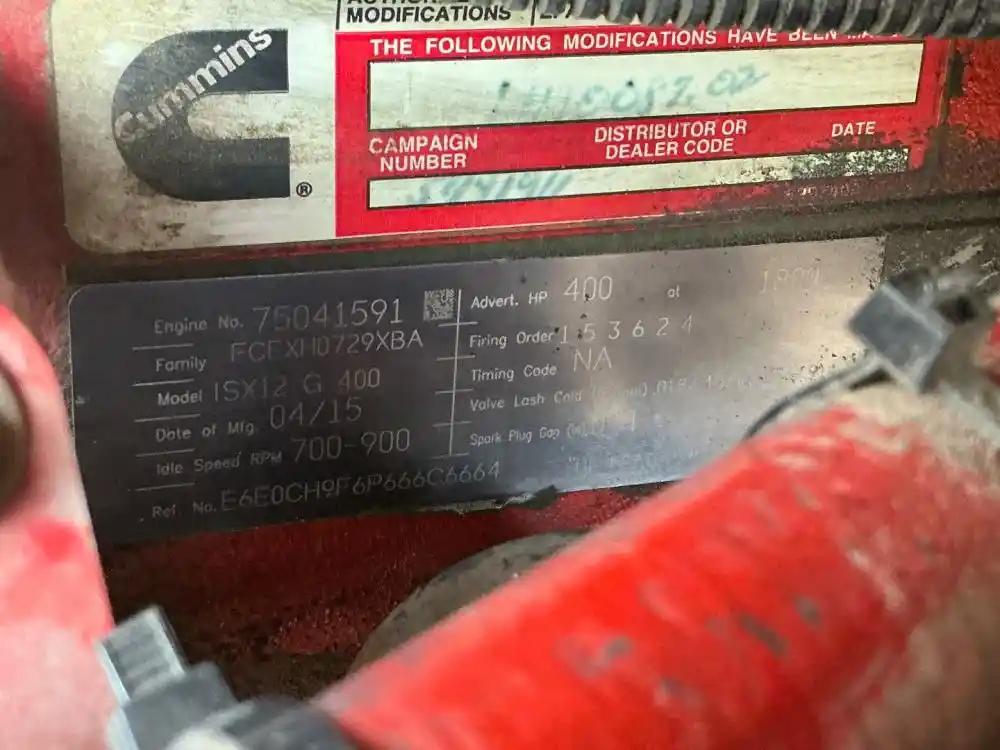 MODIFICATIONS
THE FOLLOWING MODIFICATIONS HAVE BEEN
Cummins
®
CAMPAIGN NUMBER
DISTRIBUTOR OR DEALER CODE
DATE
Engine No. 75041591
Family FCEXH0729XBA
Model ISX12 G 400
Date of Mfg. 04/15
Idle Speed RPM 700-900
Ref. No. E6E0CH9F6P666C6664
Advert. HP 400 at
Firing Order 1 5 3 6 2 4
Timing Code NA
Valve Lash Cold
Spark Plug Gap